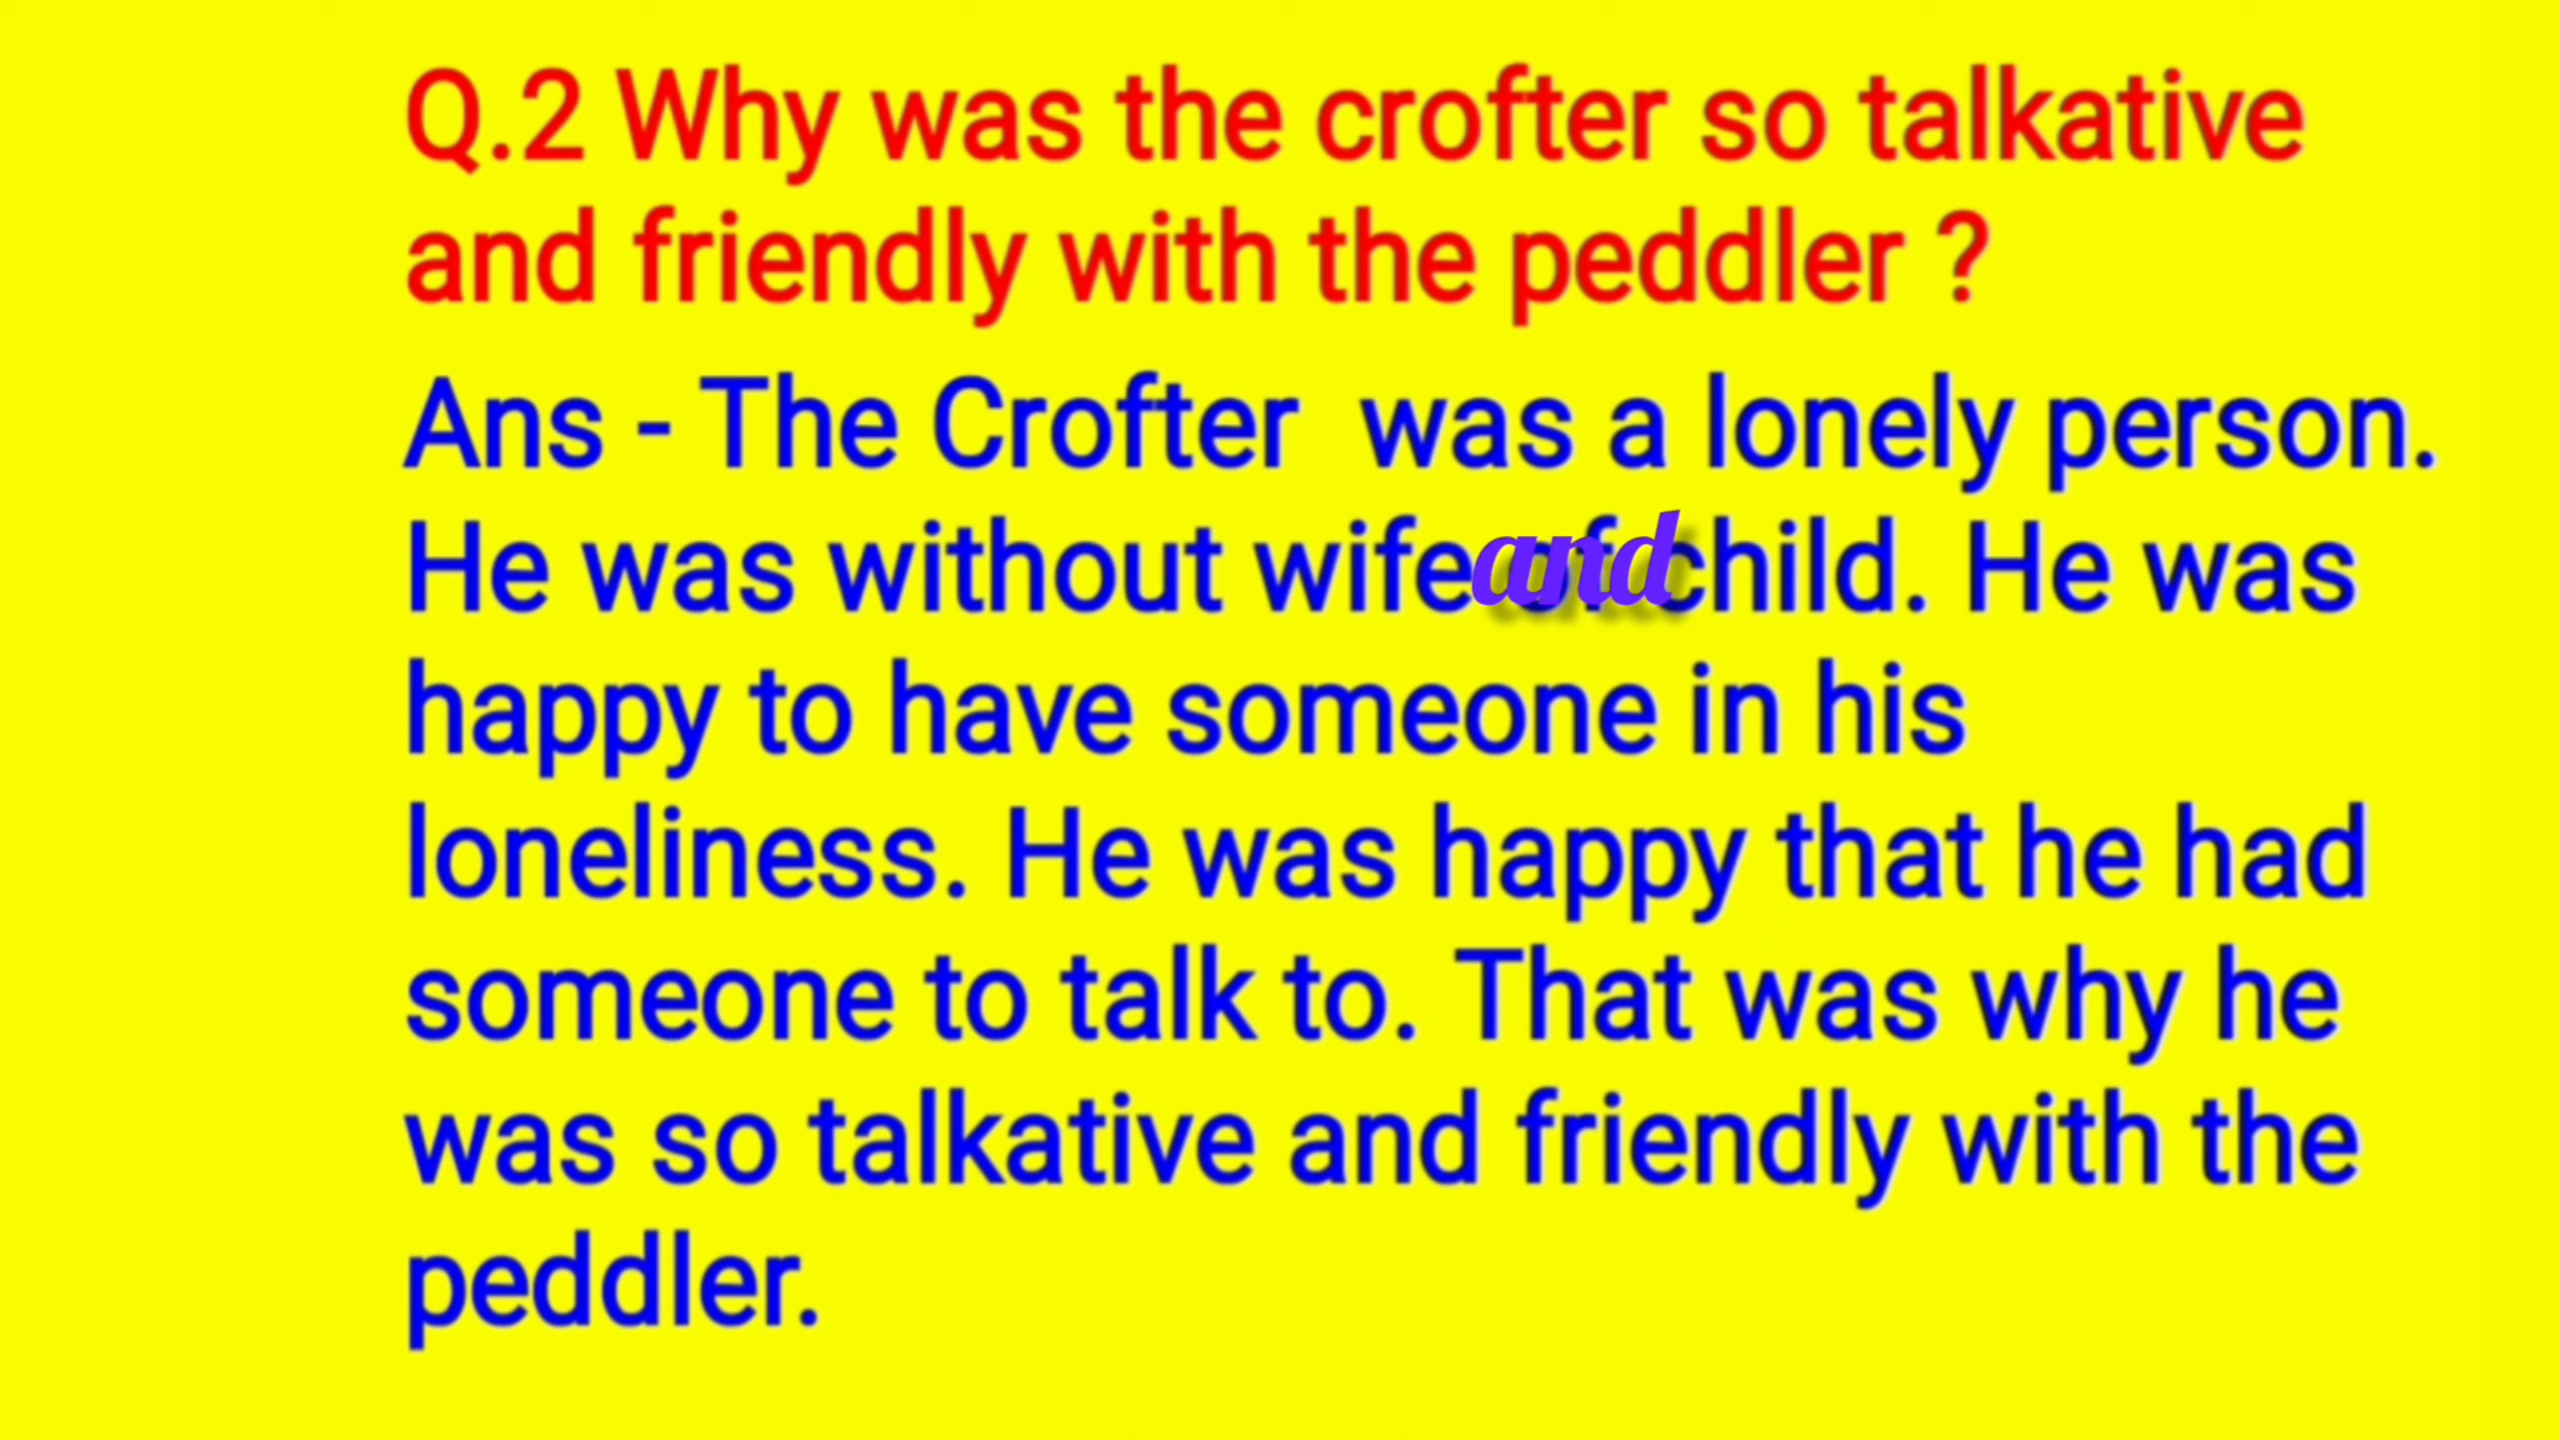 Q.2 Why was the crofter so talkative
and friendly with the peddler ?
Ans - The Crofter was a lonely person.
He was without wife and child. He was
happy to have someone in his
loneliness. He was happy that he had
someone to talk to. That was why he
was so talkative and friendly with the
peddler.